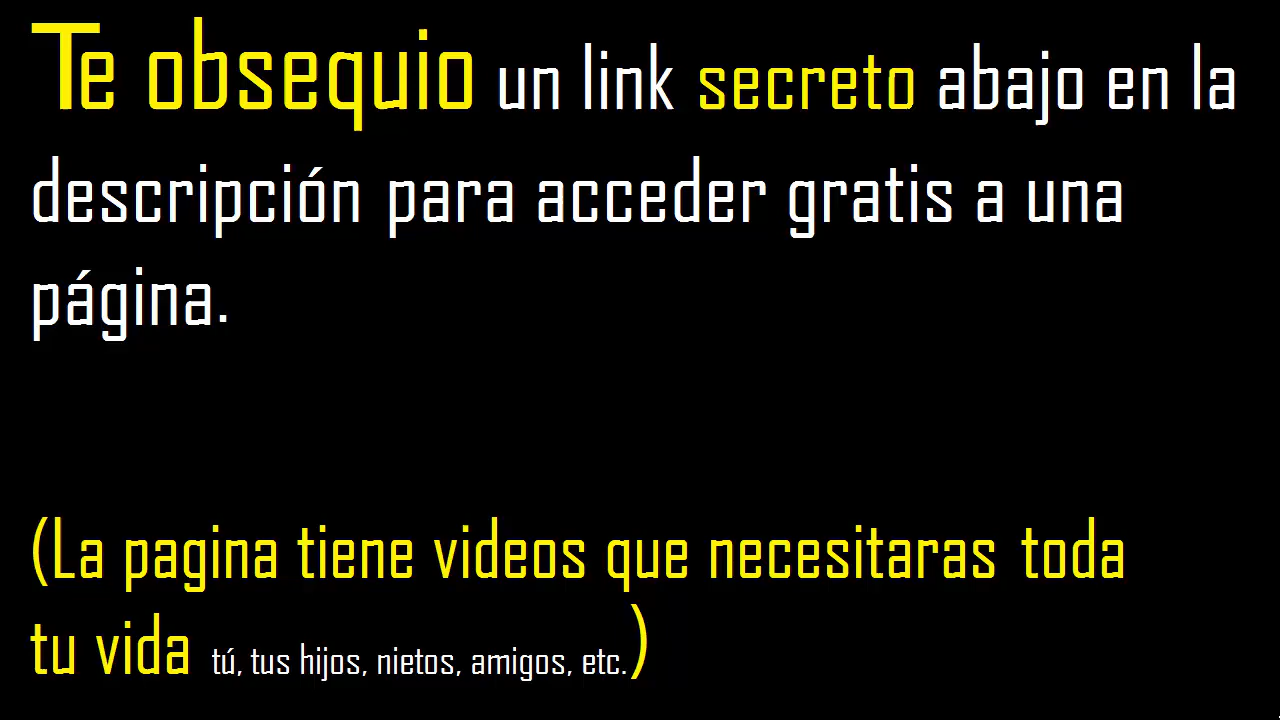 Te obsequio un link secreto abajo en la
descripción para acceder gratis a una
página.
(La pagina tiene videos que necesitaras toda
tu vida tú, tus hijos, nietos, amigos, etc.)